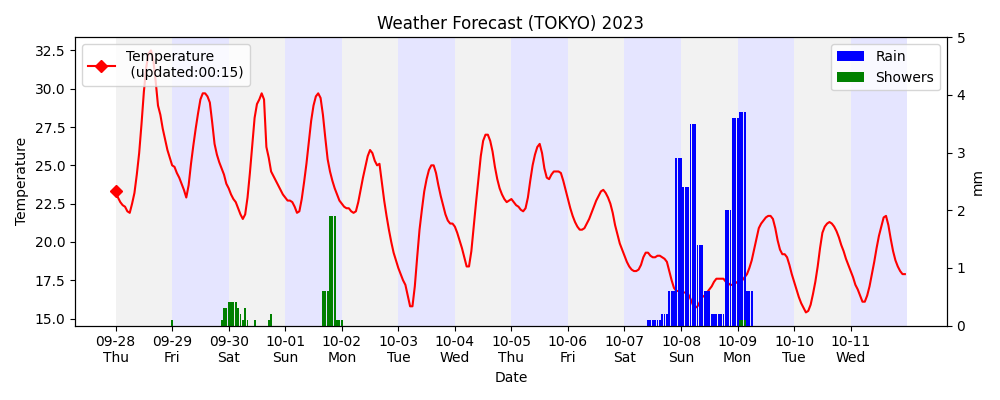 Weather Forecast (TOKYO) 2023
Temperature
(updated:00:15)
Rain
Showers
32.5
30.0
27.5
25.0
22.5
20.0
17.5
15.0
Temperature
5
4
3
2
1
0
mm
09-28 09-29 09-30 10-01 10-02 10-03 10-04 10-05 10-06 10-07 10-08 10-09 10-10 10-11
Thu Fri Sat Sun Mon Tue Wed Thu Fri Sat Sun Mon Tue Wed
Date